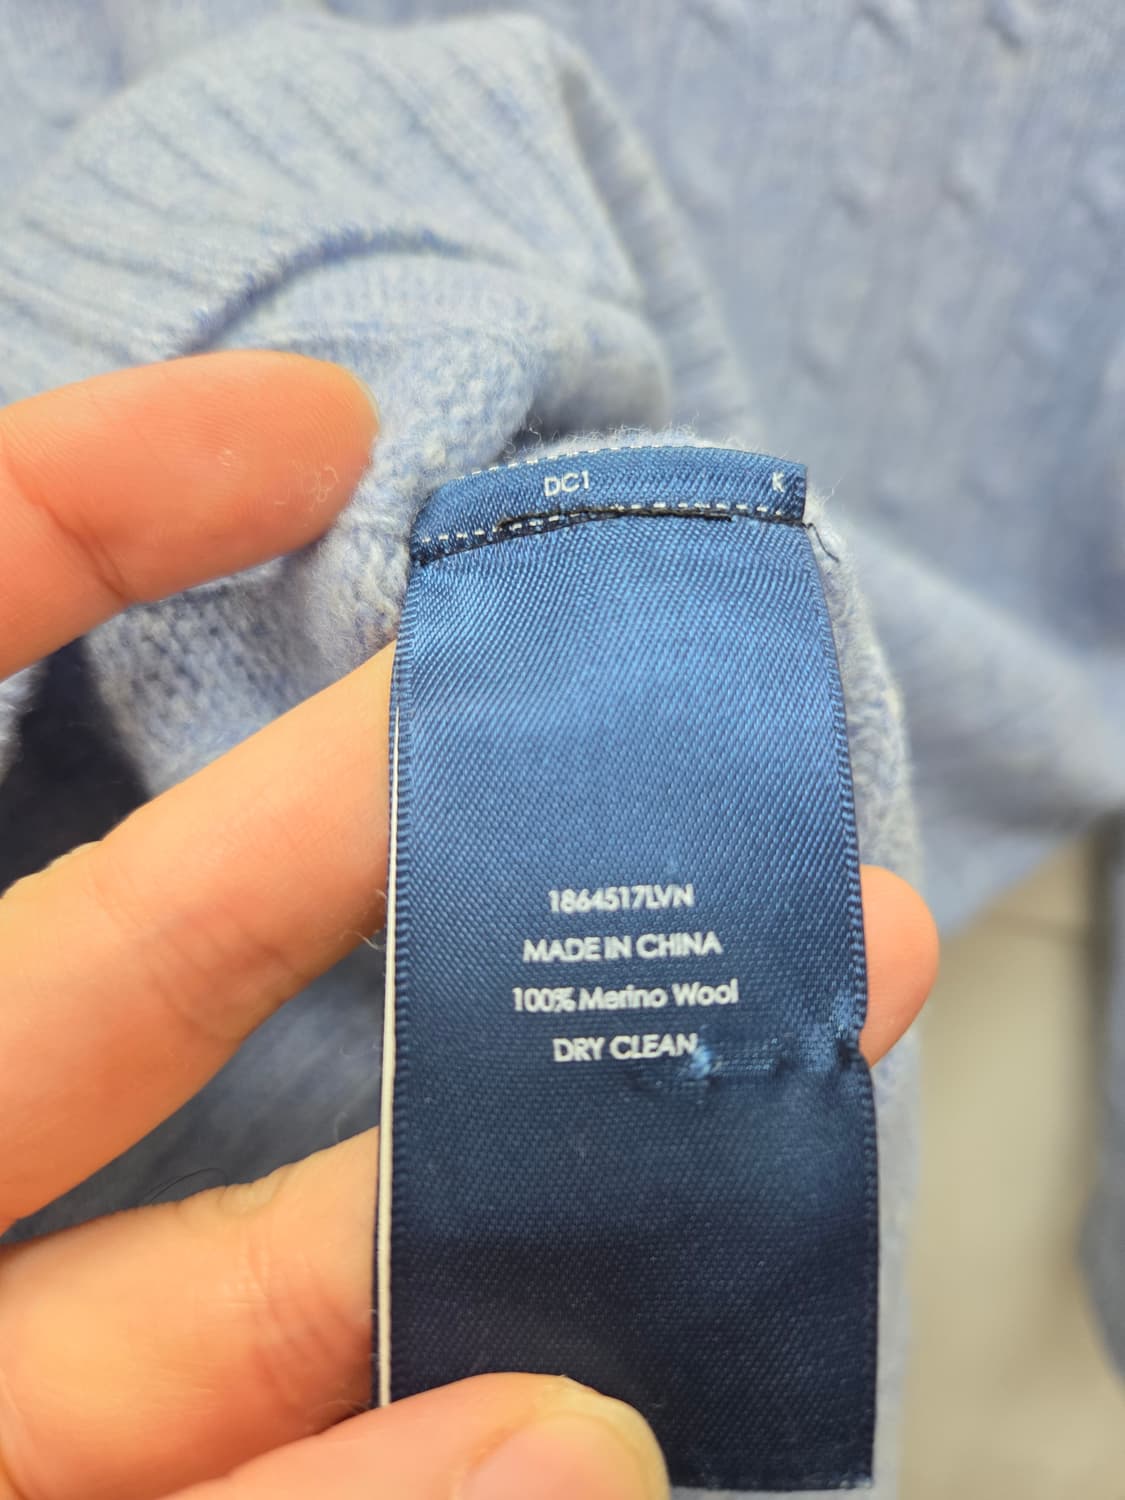 DC1 K
1864517LVN
MADE IN CHINA
100% Merino Wool
DRY CLEAN